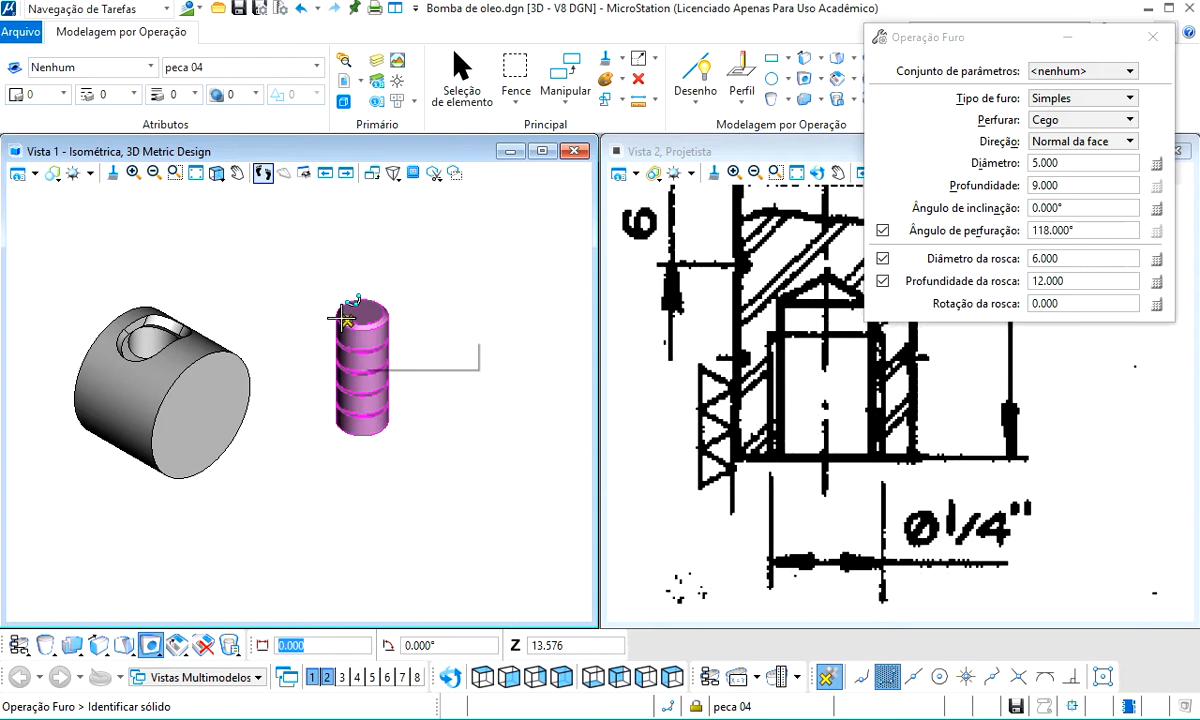 Navegação de Tarefas
Bomba de oleo.dgn [3D - V8 DGN] - MicroStation (Licenciado Apenas Para Uso Académico)
Arquivo
Modelagem por Operação
Nenhum
peca 04
0
0
0
0
0
Atributos
Primário
Seleção de elemento
Fence
Manipular
Principal
Desenho
Perfil
Modelagem por Operação
Operação Furo
Conjunto de parâmetros: <nenhum>
Tipo de furo: Simples
Perfurar: Cego
Direção: Normal da face
Diâmetro: 5.000
Profundidade: 9.000
Ângulo de inclinação: 0.000°
Ângulo de perfuração: 118.000°
Diâmetro da rosca: 6.000
Profundidade da rosca: 12.000
Rotação da rosca: 0.000
Vista 1 - Isométrica, 3D Metric Design
Vista 2, Projetista
6
Ø1/4"
0.000
0.000°
Z 13.576
Vistas Multimodelos
1 2 3 4 5 6 7 8
Operação Furo > Identificar sólido
peca 04